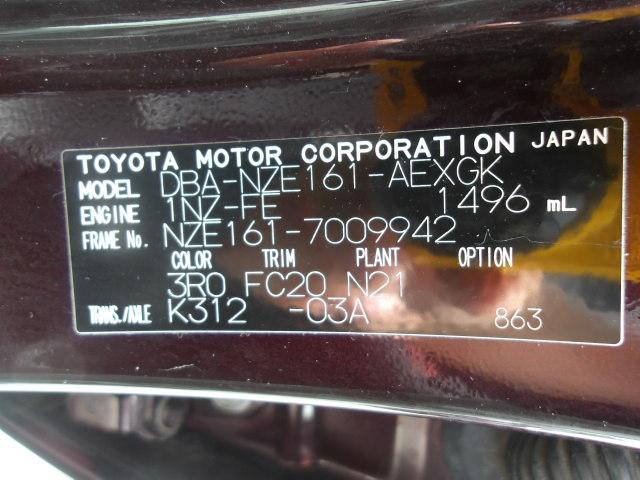 TOYOTA MOTOR CORPORATION JAPAN
MODEL DBA-NZE161-AEXGK
ENGINE 1NZ-FE 1496 mL
FRAME No. NZE161-7009942
COLOR TRIM PLANT OPTION
3R0 FC20 N21
TRANS./AXLE K312 -03A 863